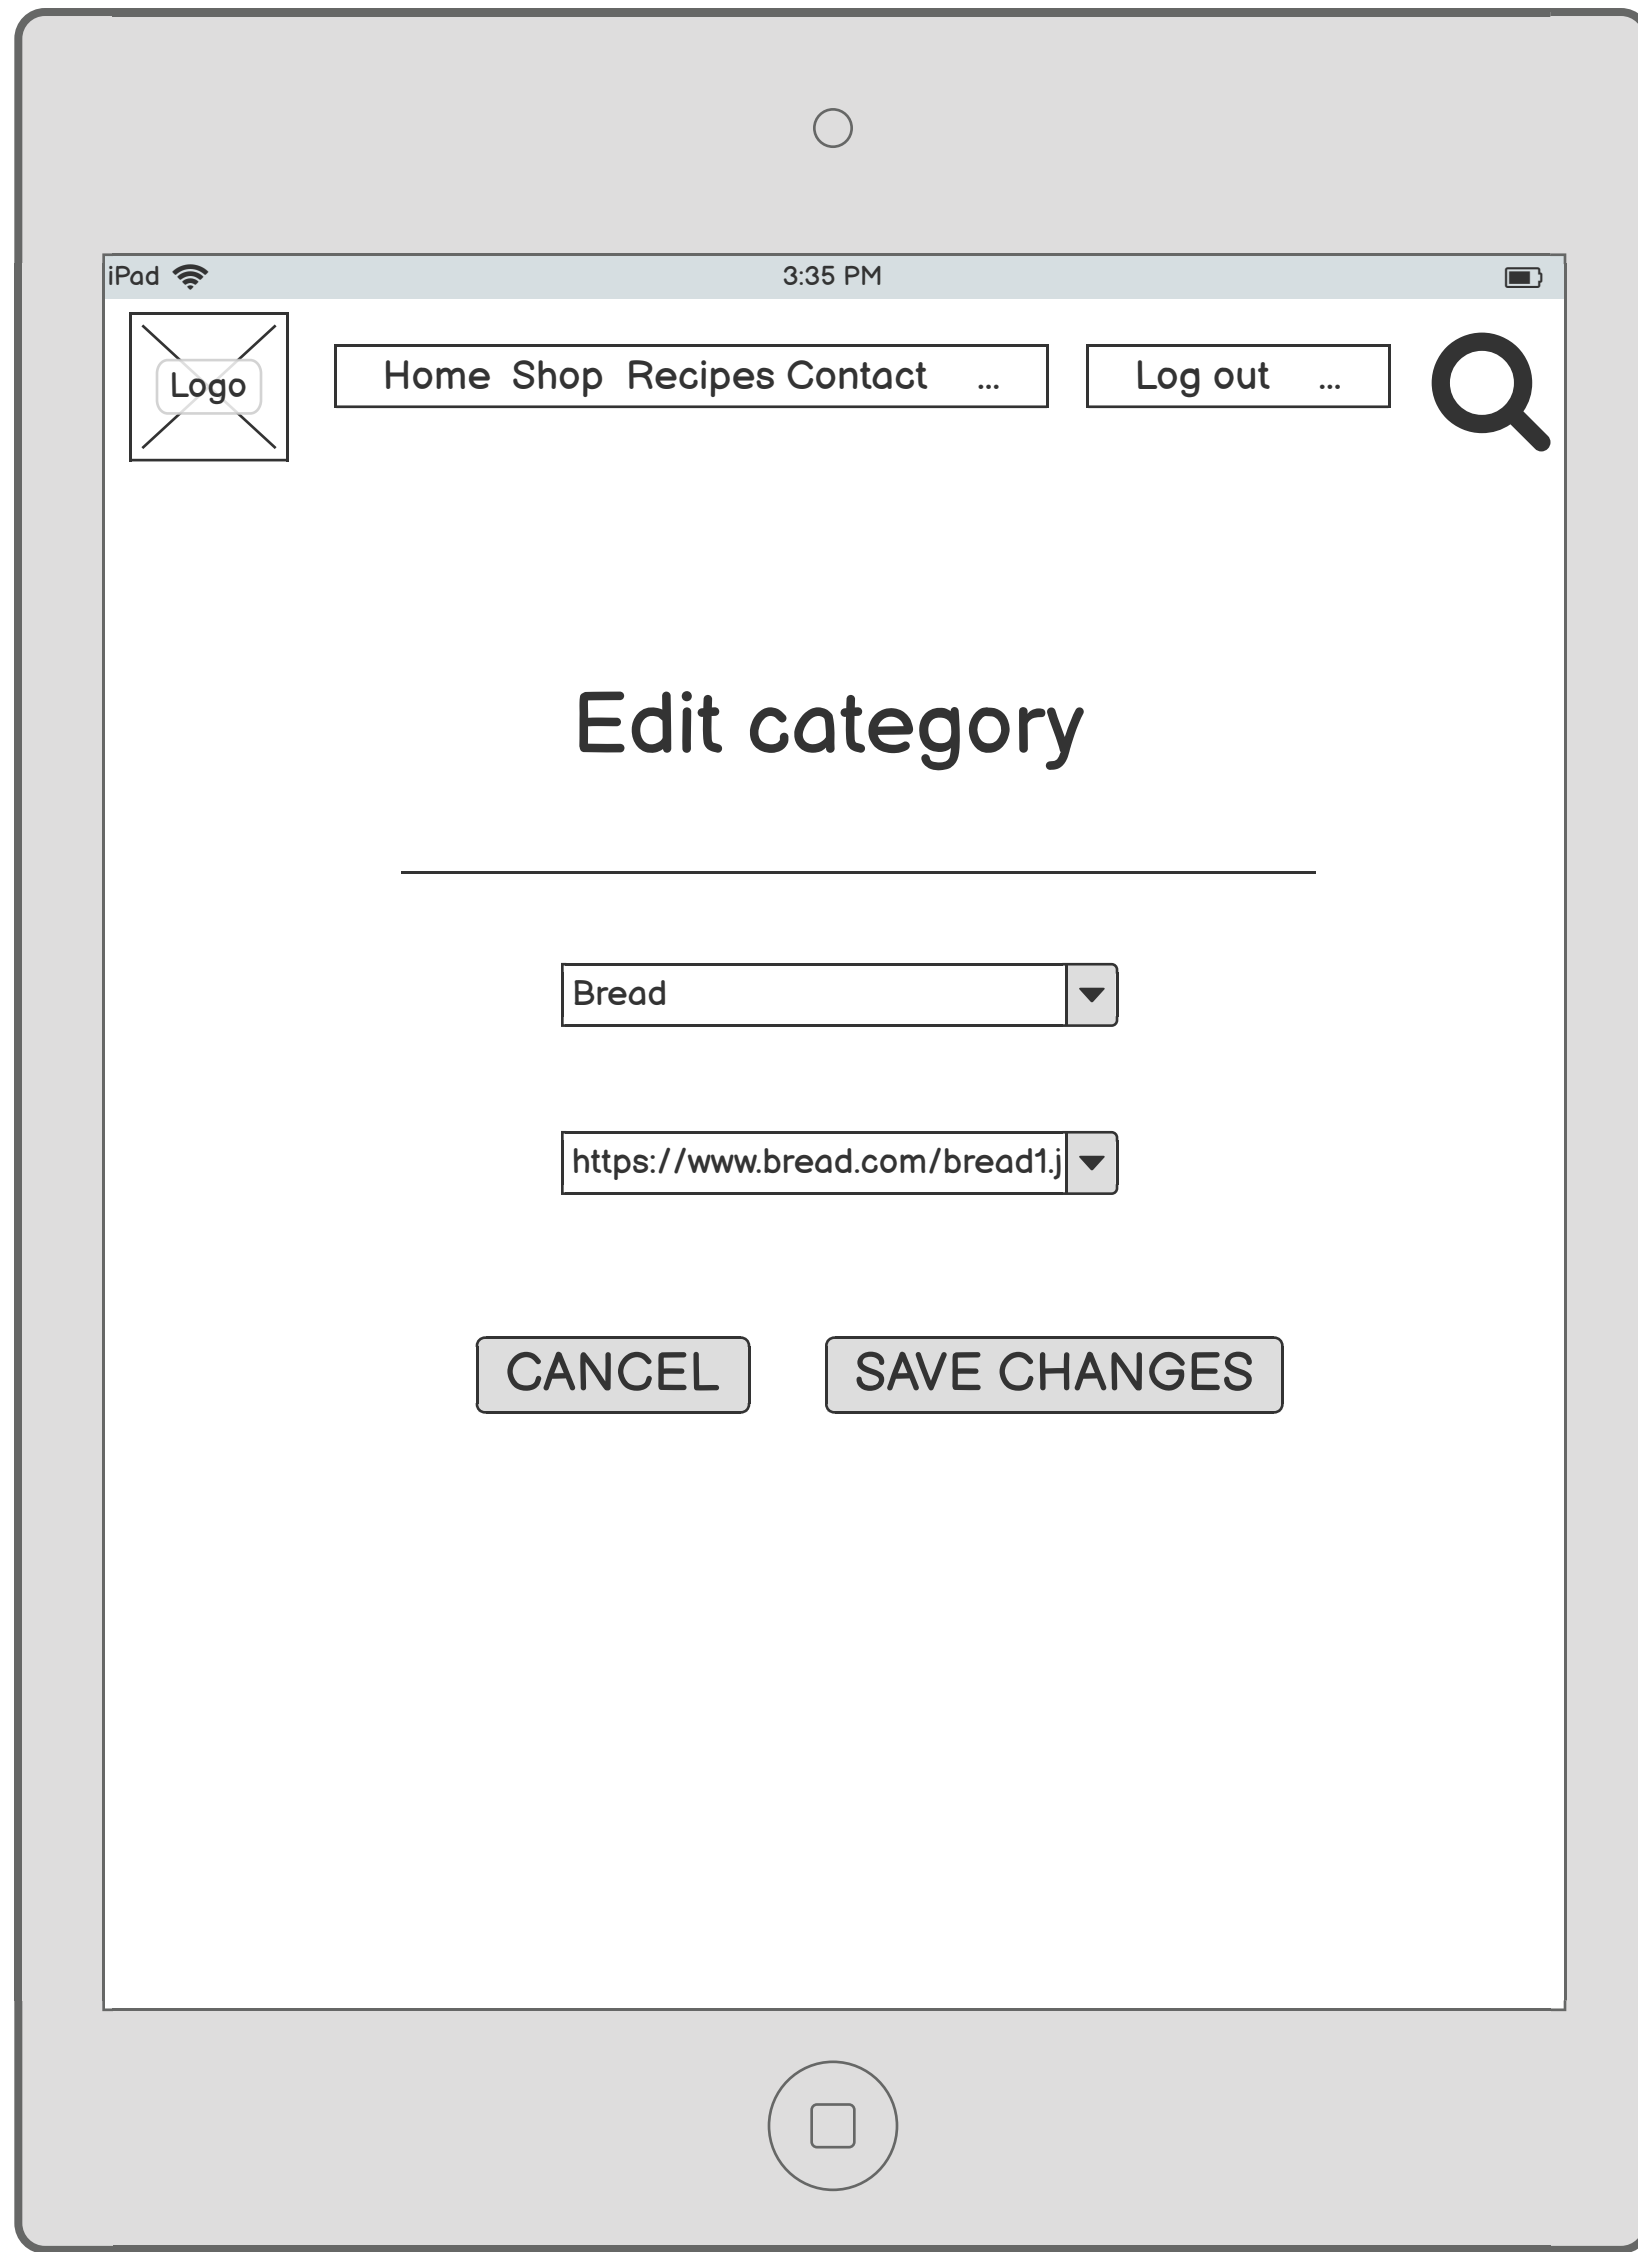 iPad 3:35 PM
Logo Home Shop Recipes Contact ... Log out ...
Edit category
Bread
https://www.bread.com/bread1.j
CANCEL SAVE CHANGES